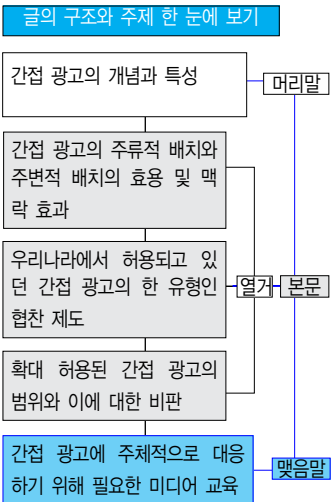 글의 구조와 주제 한 눈에 보기
간접 광고의 개념과 특성
머리말
간접 광고의 주류적 배치와
주변적 배치의 효용 및 맥
락 효과
우리나라에서 허용되고 있
던 간접 광고의 한 유형인
협찬 제도
열거
본문
확대 허용된 간접 광고의
범위와 이에 대한 비판
간접 광고에 주체적으로 대응
하기 위해 필요한 미디어 교육
맺음말